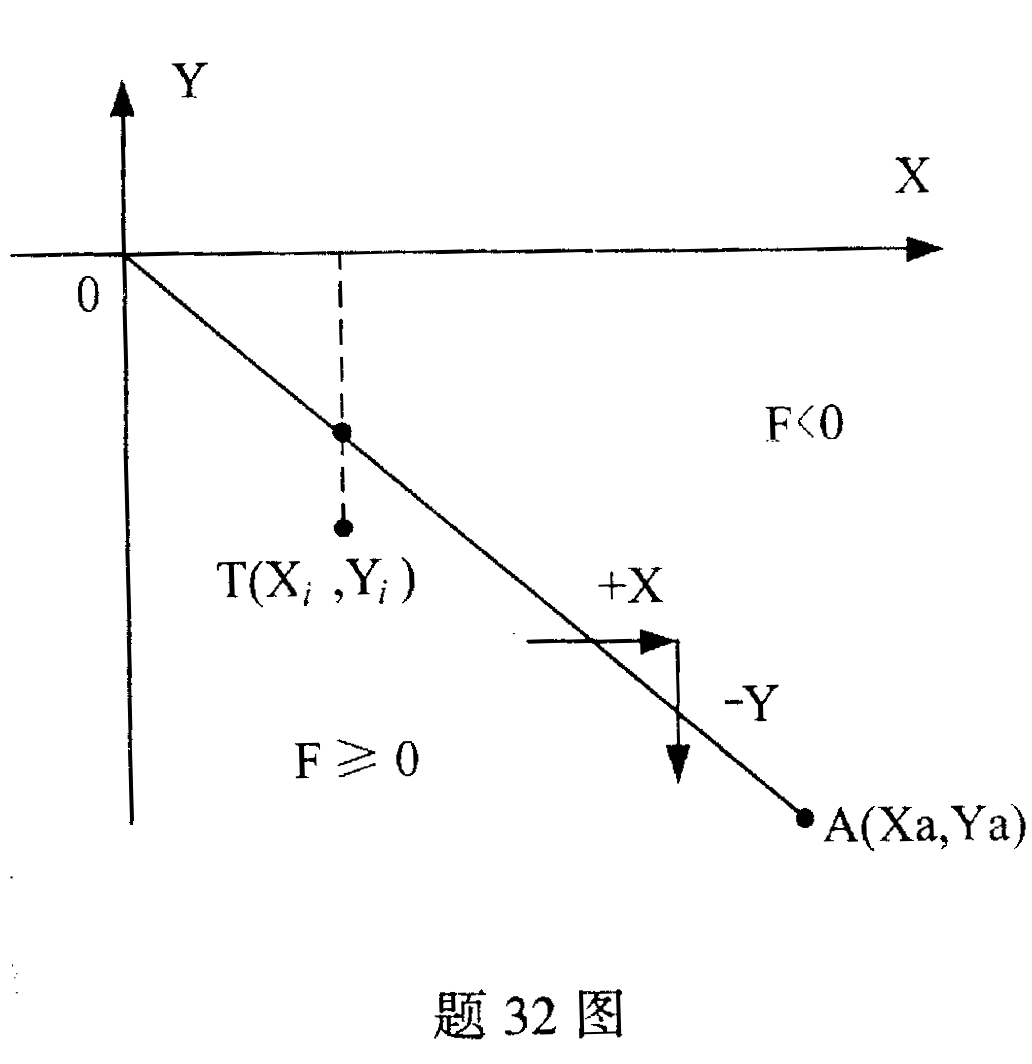 Y
X
0
F<0
T(Xi ,Yi )
+X
-Y
F ⩾ 0
A(Xa,Ya)
题 32 图